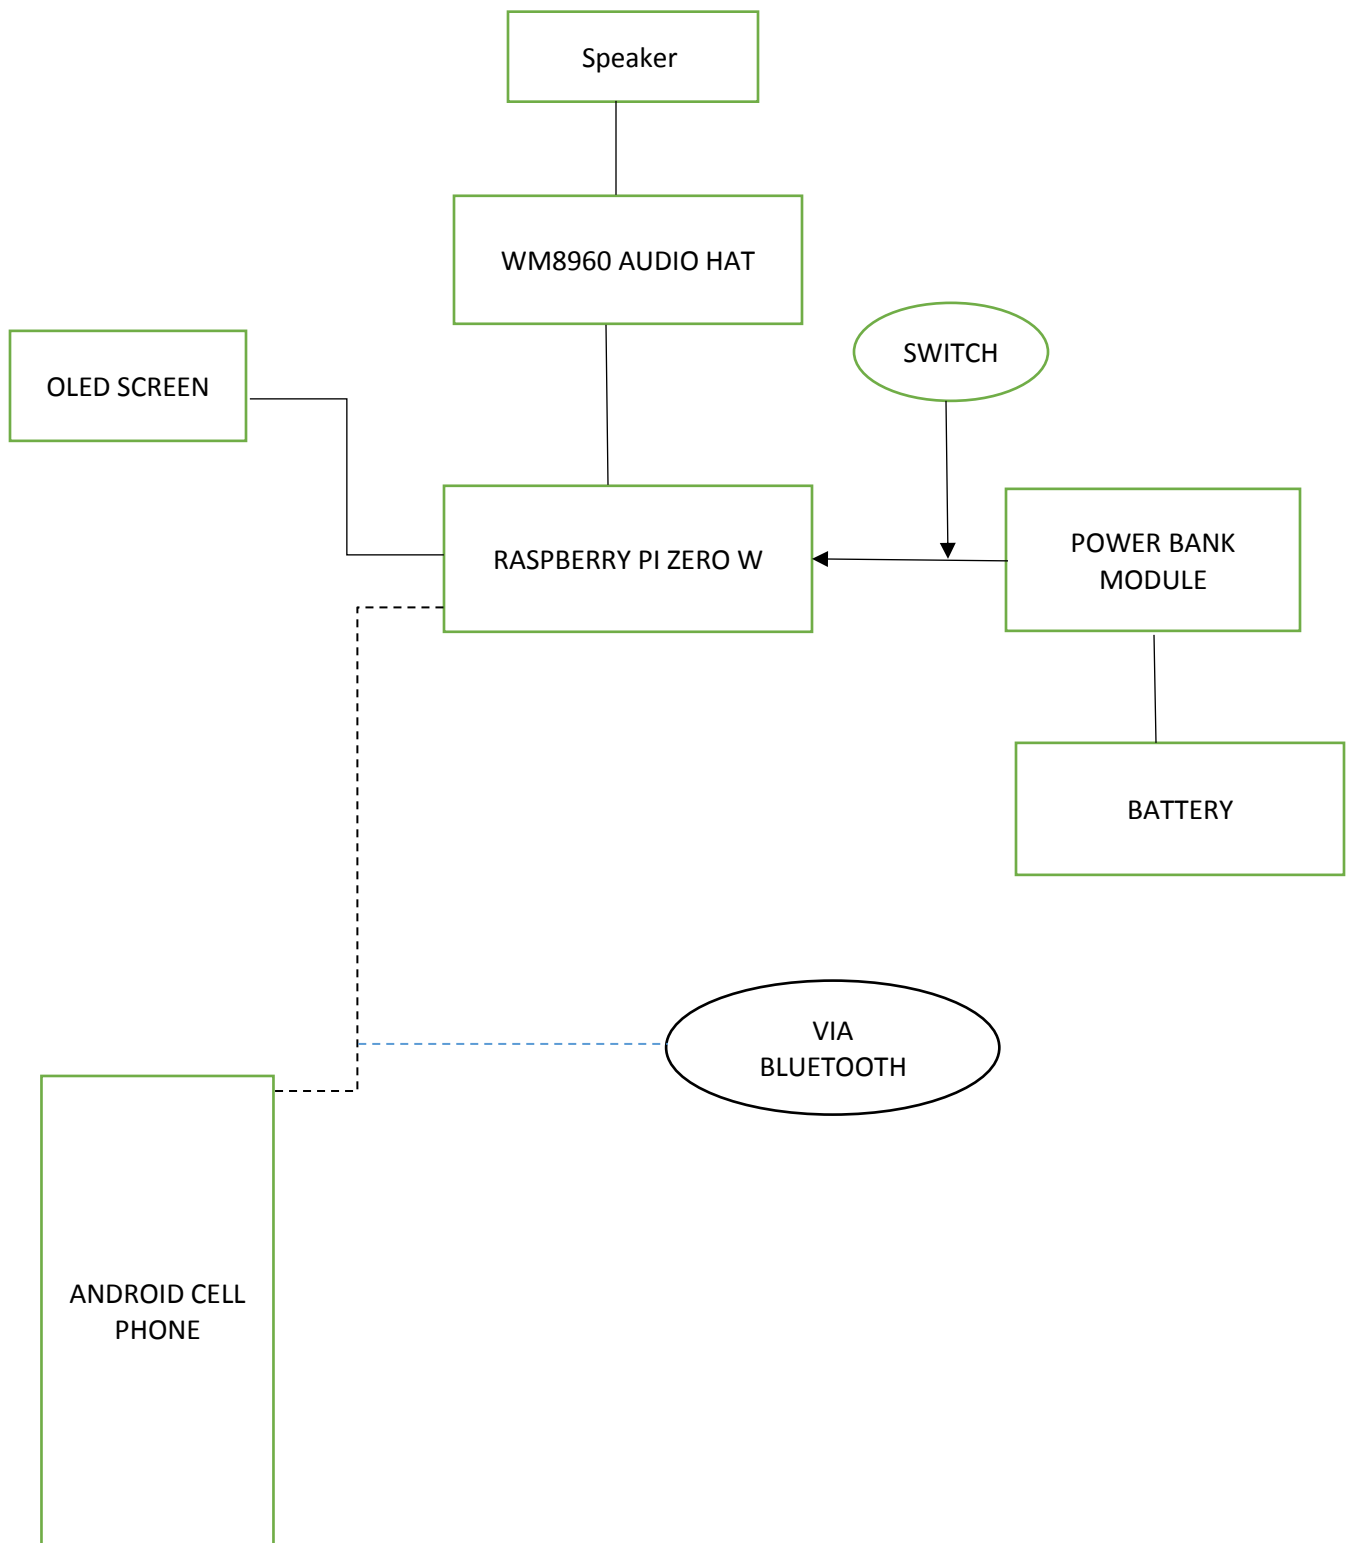 Speaker
WM8960 AUDIO HAT
SWITCH
OLED SCREEN
RASPBERRY PI ZERO W
POWER BANK
MODULE
BATTERY
VIA
BLUETOOTH
ANDROID CELL
PHONE